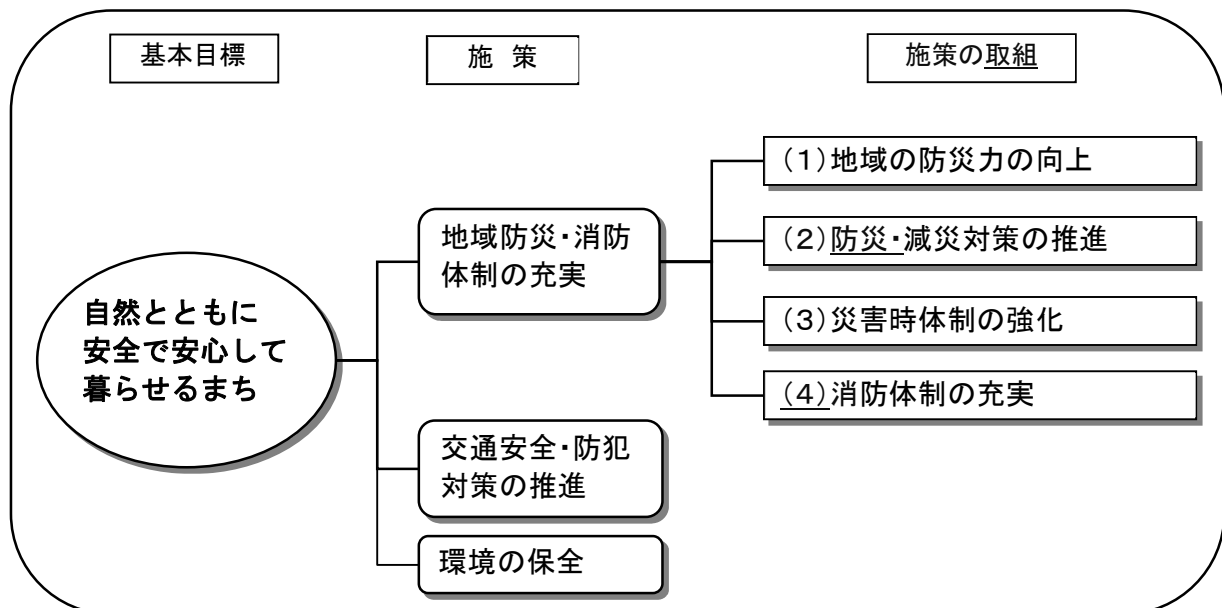 基本目標
施 策
施策の取組
自然とともに
安全で安心して
暮らせるまち
地域防災・消防
体制の充実
交通安全・防犯
対策の推進
環境の保全
(1)地域の防災力の向上
(2)防災・減災対策の推進
(3)災害時体制の強化
(4)消防体制の充実